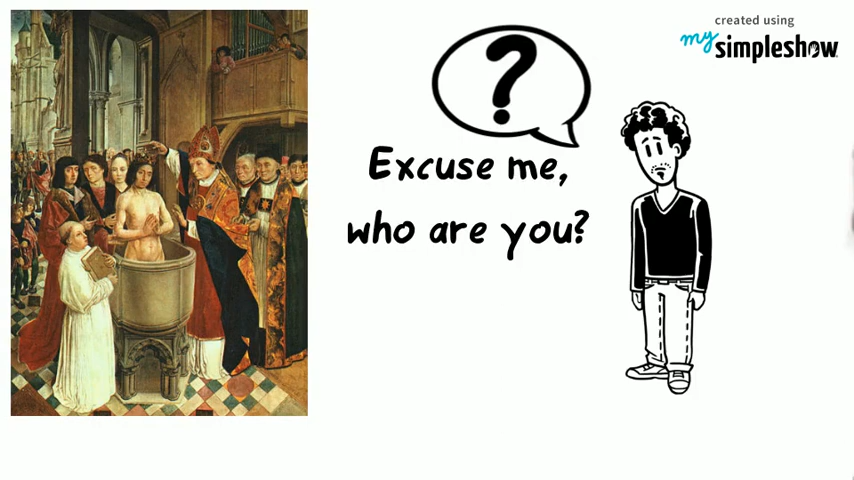 created using
my simpleshow
?
Excuse me,
who are you?